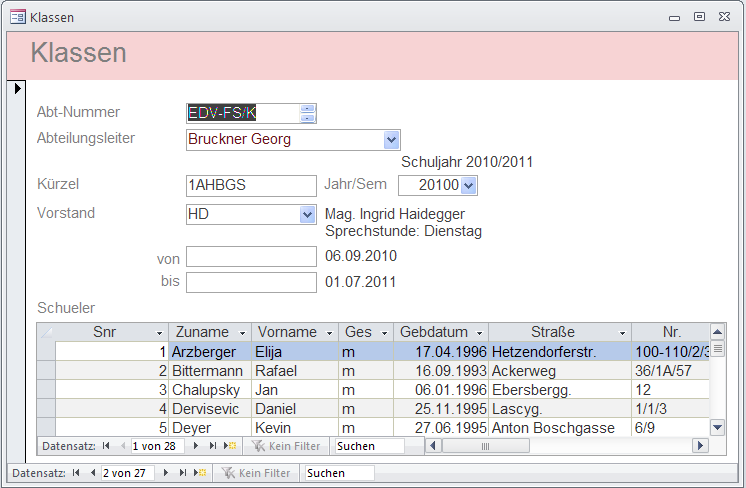 Klassen
Klassen
Abt-Nummer EDV-FS/K
Abteilungsleiter Bruckner Georg
Schuljahr 2010/2011
Kürzel 1AHBGS Jahr/Sem 20100
Vorstand HD Mag. Ingrid Haidegger
Sprechstunde: Dienstag
von 06.09.2010
bis 01.07.2011
Schueler
Snr Zuname Vorname Ges Gebdatum Straße Nr.
1 Arzberger Elija m 17.04.1996 Hetzendorferstr. 100-110/2/3
2 Bittermann Rafael m 16.09.1993 Ackerweg 36/1A/57
3 Chalupsky Jan m 06.01.1996 Ebersbergg. 12
4 Dervisevic Daniel m 25.11.1995 Lascyg. 1/1/3
5 Deyer Kevin m 27.06.1995 Anton Boschgasse 6/9
Datensatz: 1 von 28 Kein Filter Suchen
Datensatz: 2 von 27 Kein Filter Suchen